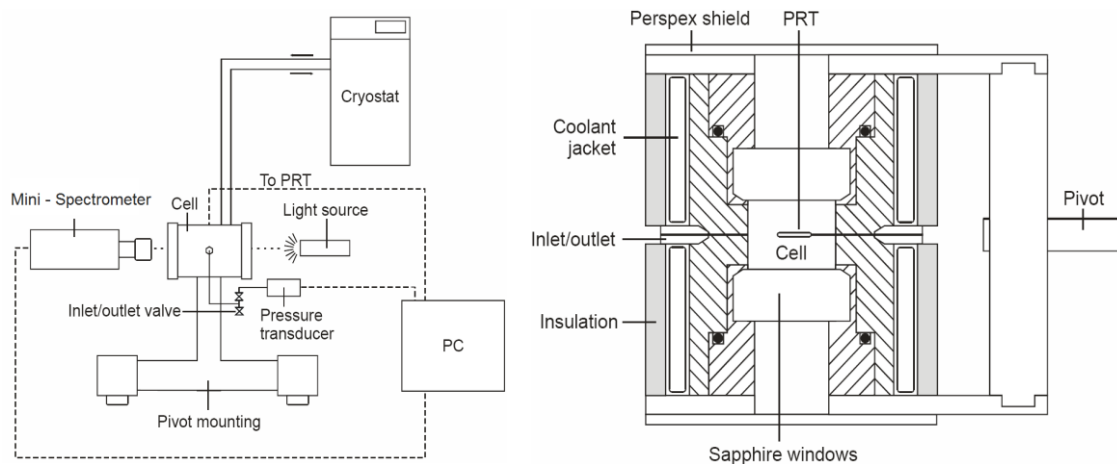 Cryostat
To PRT
Mini - Spectrometer
Cell
Light source
Inlet/outlet valve
Pressure
transducer
PC
Pivot mounting
Perspex shield
PRT
Coolant
jacket
Pivot
Inlet/outlet
Cell
Insulation
Sapphire windows